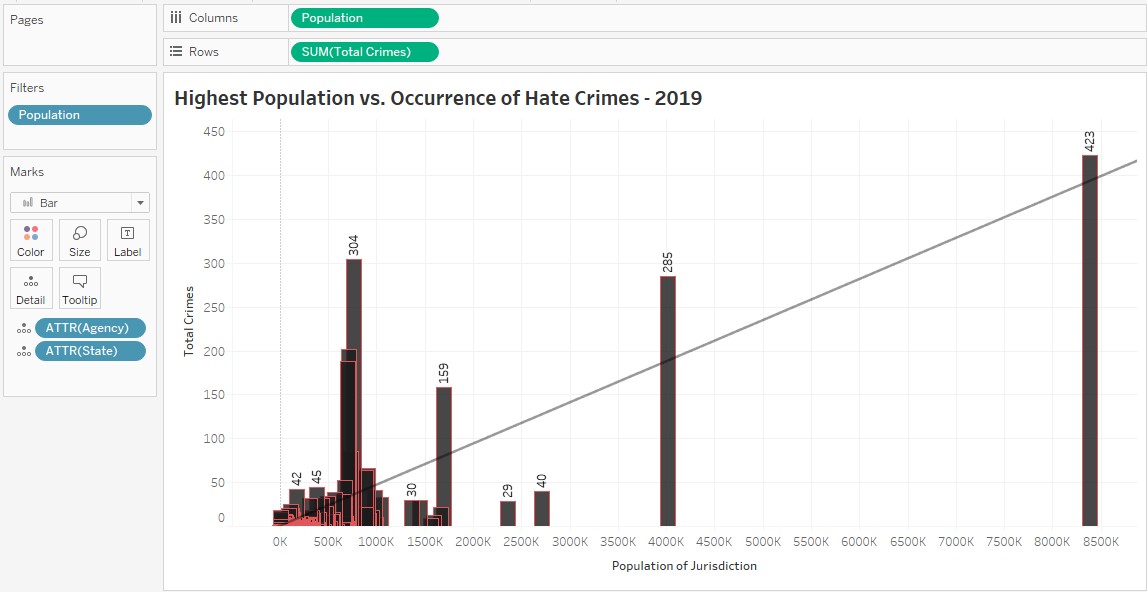 Pages
Columns
Population
Rows
SUM(Total Crimes)
Filters
Population
Marks
Bar
Color
Size
Label
Detail
Tooltip
ATTR(Agency)
ATTR(State)
Highest Population vs. Occurrence of Hate Crimes - 2019
Total Crimes
450
400
350
300
250
200
150
100
50
0
42
45
304
30
159
29
40
285
423
0K
500K
1000K
1500K
2000K
2500K
3000K
3500K
4000K
4500K
5000K
5500K
6000K
6500K
7000K
7500K
8000K
8500K
Population of Jurisdiction